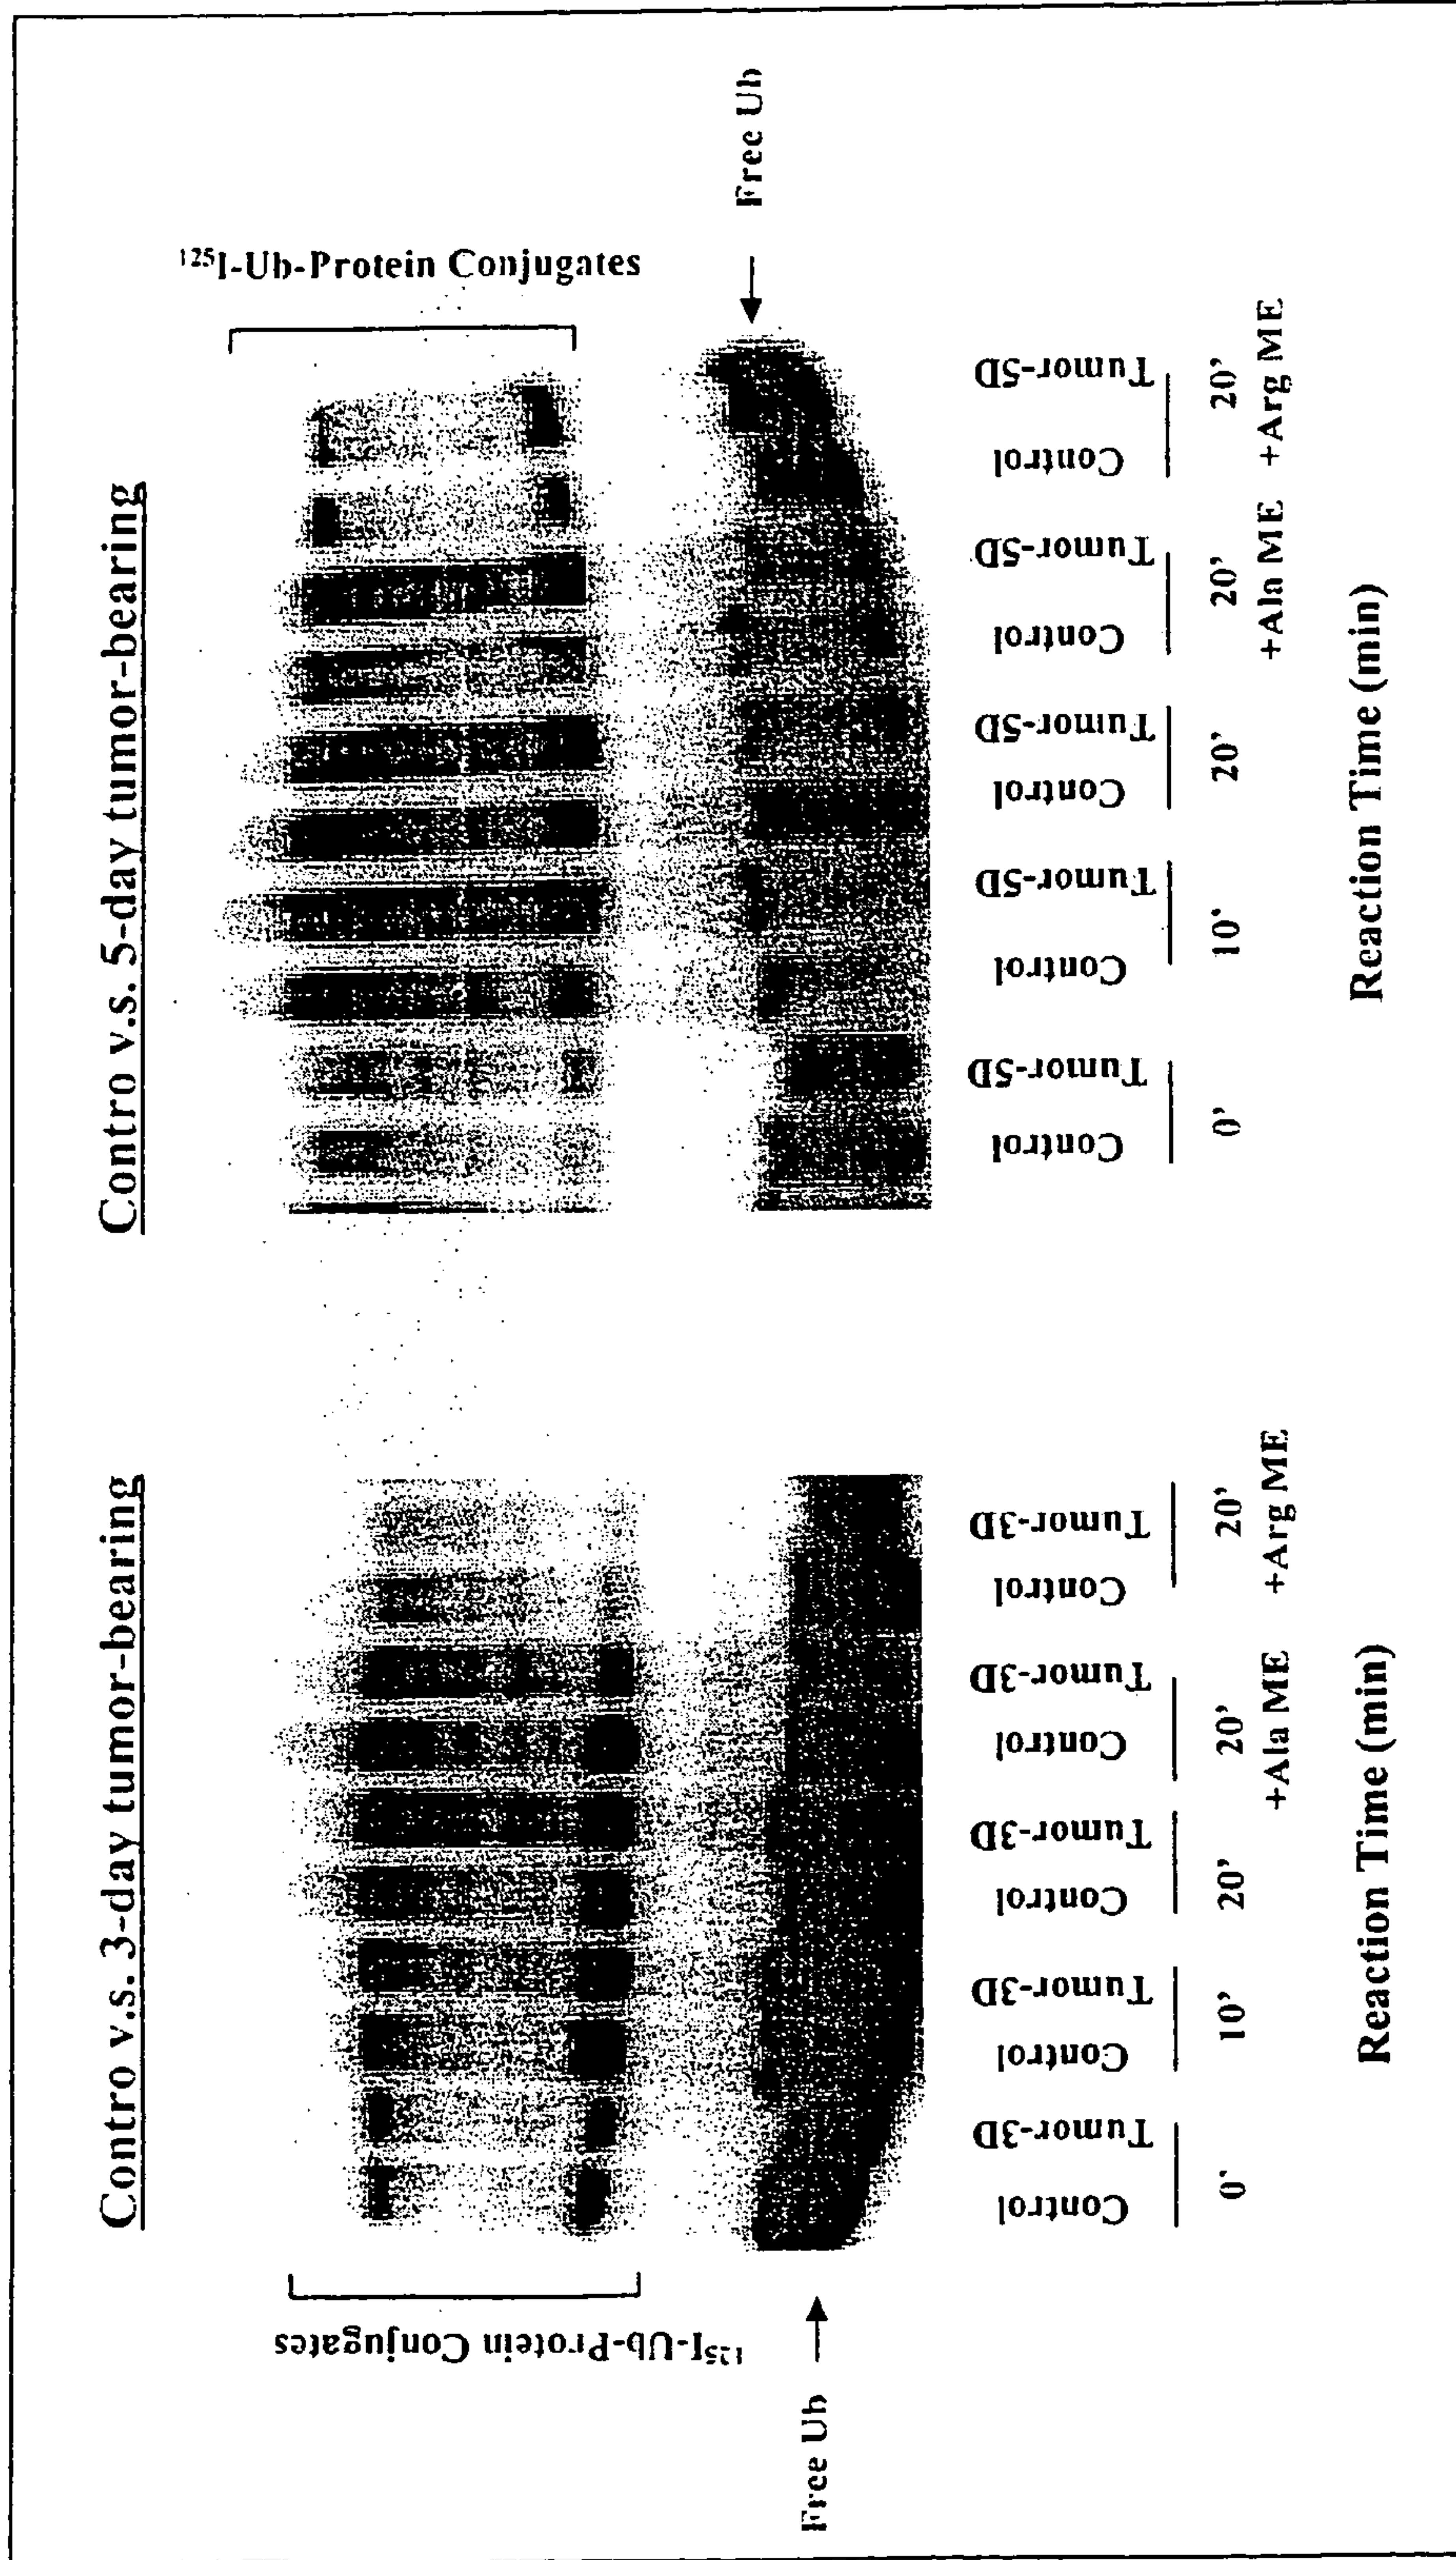 Contro v.s. 3-day tumor-bearing
¹²⁵I-Ub-Protein Conjugates
Free Ub
Control Tumor-3D Control Tumor-3D Control Tumor-3D Control Tumor-3D Control Tumor-3D
0' 10' 20' 20' 20'
+Ala ME +Arg ME
Reaction Time (min)
Contro v.s. 5-day tumor-bearing
¹²⁵I-Ub-Protein Conjugates
Free Ub
Control Tumor-5D Control Tumor-5D Control Tumor-5D Control Tumor-5D Control Tumor-5D
0' 10' 20' 20' 20'
+Ala ME +Arg ME
Reaction Time (min)